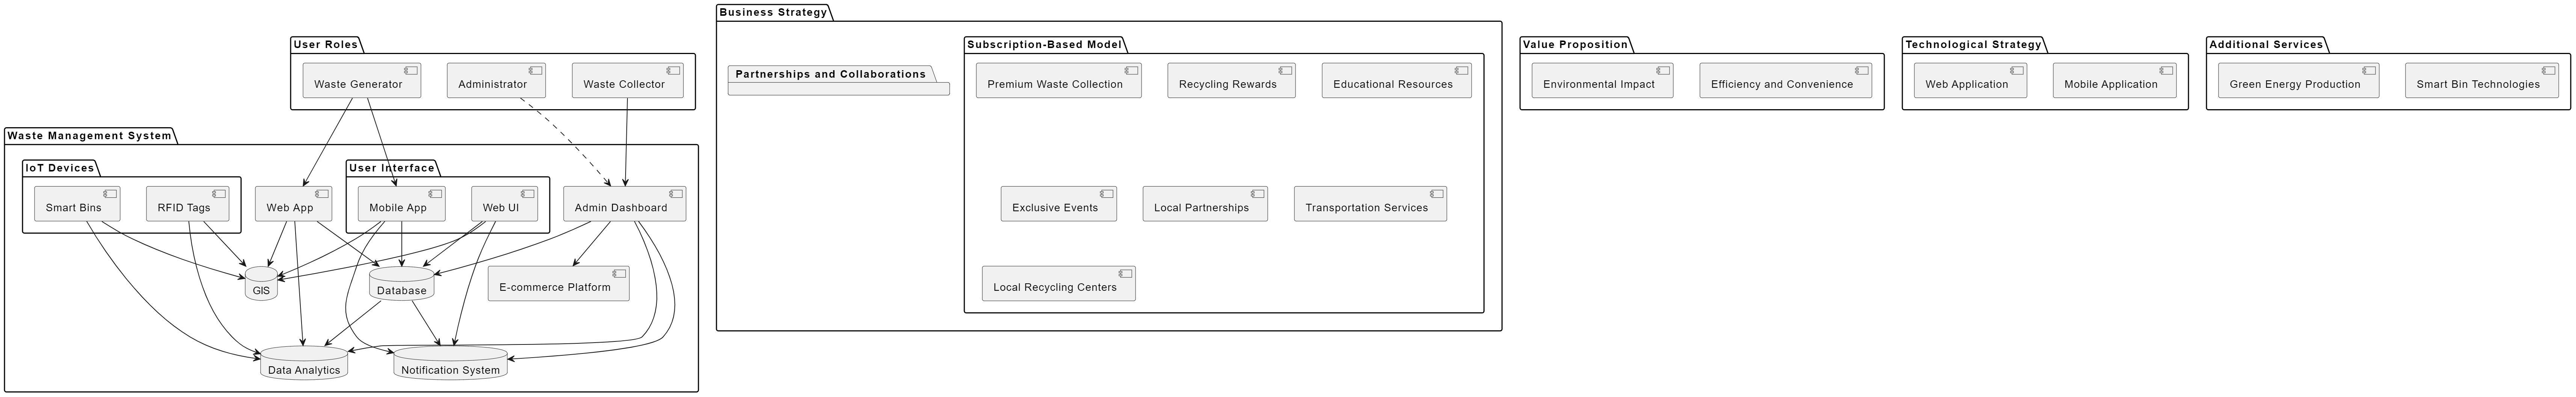 User Roles
Waste Generator
Administrator
Waste Collector
Waste Management System
IoT Devices
Smart Bins
RFID Tags
Web App
User Interface
Mobile App
Web UI
Admin Dashboard
GIS
Database
E-commerce Platform
Data Analytics
Notification System
Business Strategy
Partnerships and Collaborations
Subscription-Based Model
Premium Waste Collection
Recycling Rewards
Educational Resources
Exclusive Events
Local Partnerships
Transportation Services
Local Recycling Centers
Value Proposition
Environmental Impact
Efficiency and Convenience
Technological Strategy
Web Application
Mobile Application
Additional Services
Green Energy Production
Smart Bin Technologies